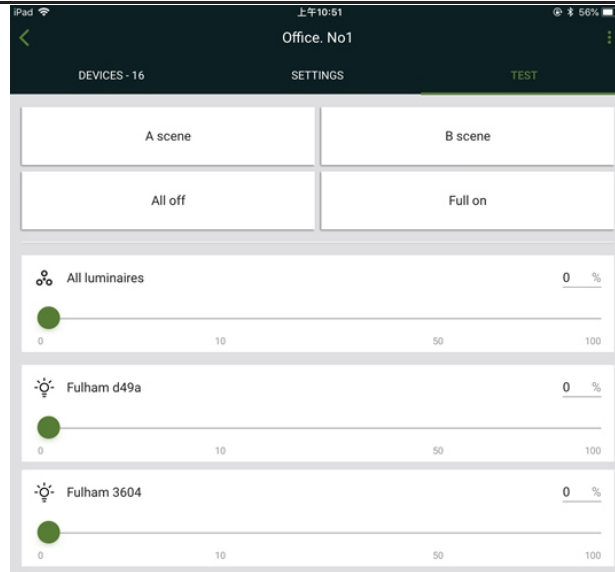 iPad 上午10:51 56%
Office. No1
DEVICES - 16 SETTINGS TEST
A scene B scene
All off Full on
All luminaires 0 %
0 10 50 100
Fulham d49a 0 %
0 10 50 100
Fulham 3604 0 %
0 10 50 100